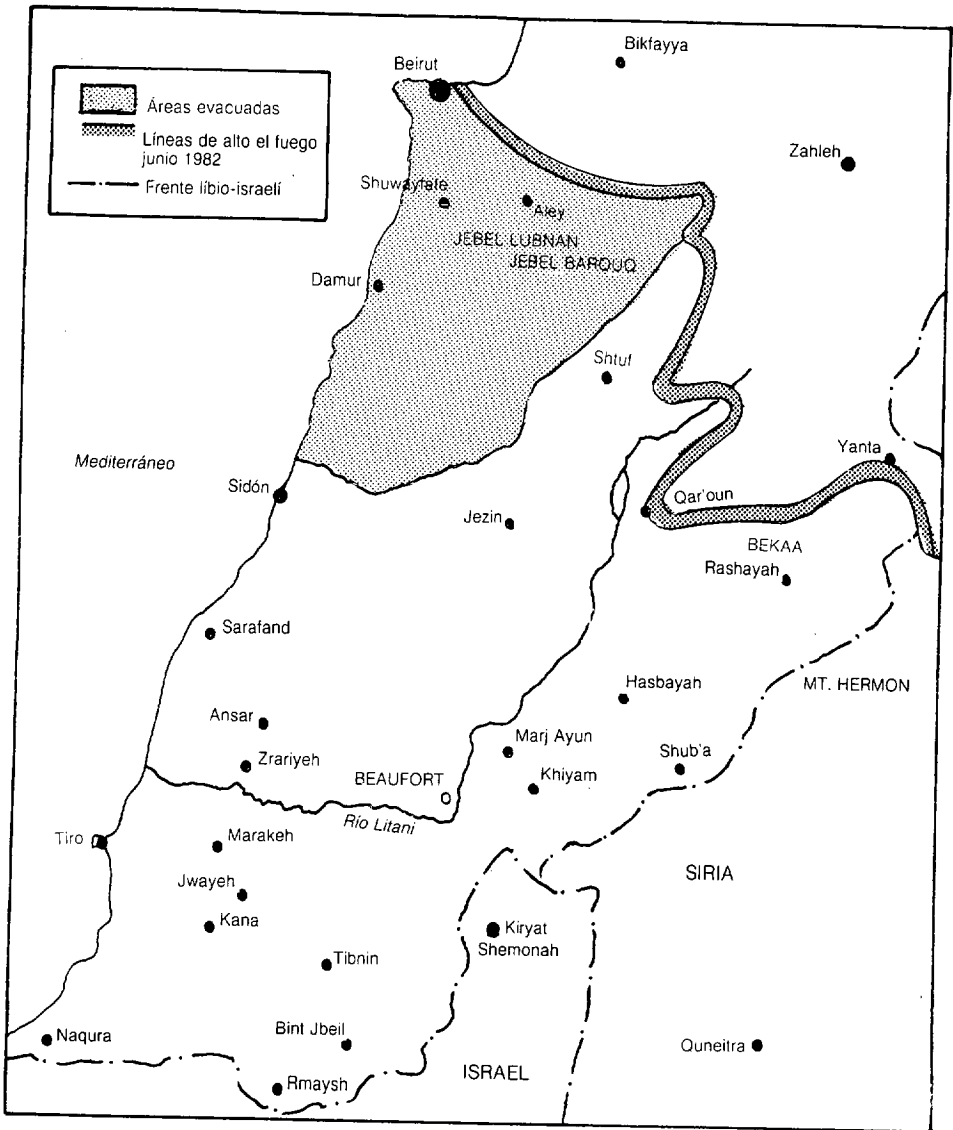 Bikfayya
Beirut
Áreas evacuadas
Líneas de alto el fuego
junio 1982
Frente líbio-israelí
Zahleh
Shuwayfate
Aley
JEBEL LUBNAN
JEBEL BAROUQ
Damur
Shtuf
Mediterráneo
Yanta
Sidón
Qar'oun
Jezin
BEKAA
Rashayah
Sarafand
MT. HERMON
Hasbayah
Ansar
Marj Ayun
Shub'a
Zrariyeh
BEAUFORT
Khiyam
Río Litani
Tiro
Marakeh
SIRIA
Jwayeh
Kana
Kiryat
Shemonah
Tibnin
Naqura
Bint Jbeil
Quneitra
ISRAEL
Rmaysh